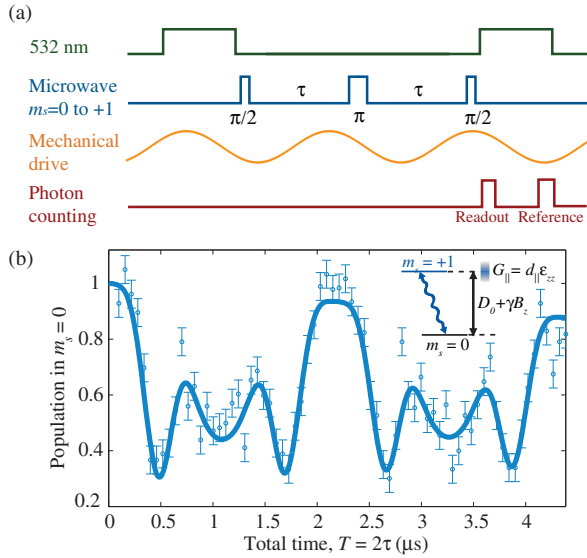 (a)
532 nm
Microwave
mₛ=0 to +1
τ
τ
π/2
π
π/2
Mechanical
drive
Photon
counting
Readout
Reference
(b)
mₛ = +1
G∥ = d∥ εzz
D₀+γBz
mₛ = 0
Population in mₛ = 0
1
0.8
0.6
0.4
0.2
0
0.5
1
1.5
2
2.5
3
3.5
4
Total time, T = 2τ (μs)